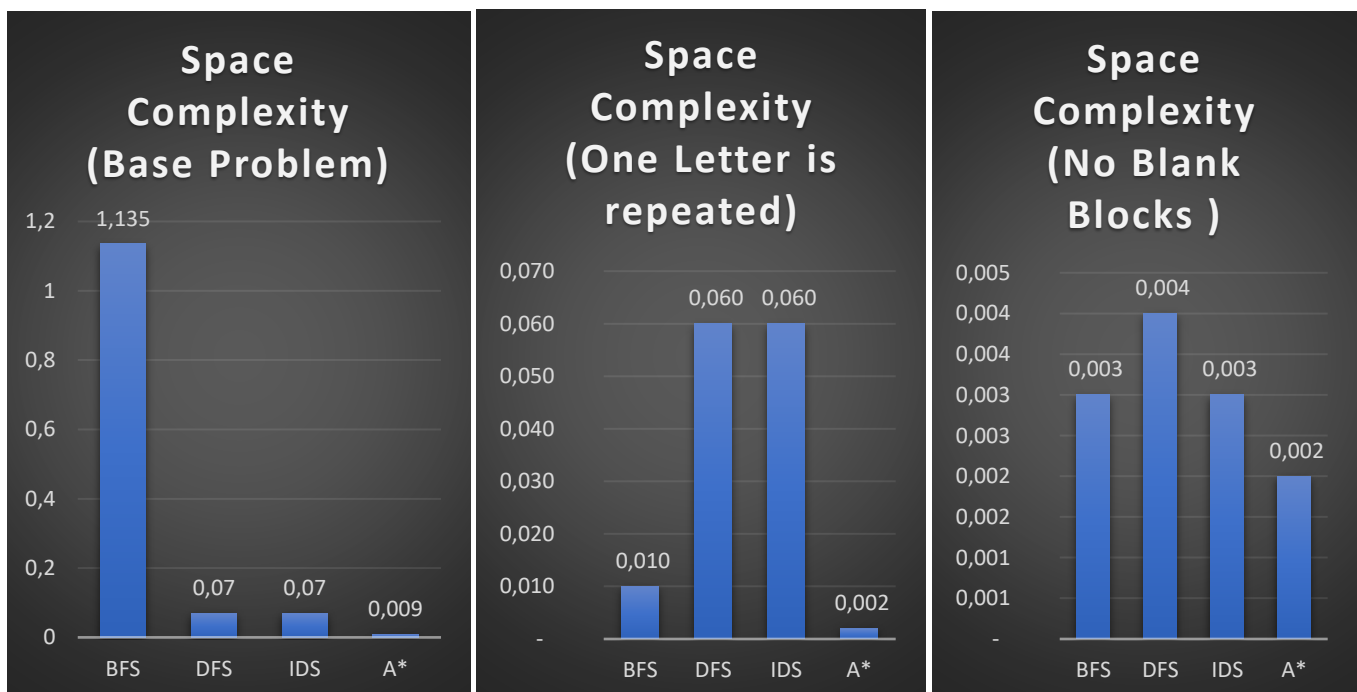 Space
Complexity
(Base Problem)
1,2
1,135
1
0,8
0,6
0,4
0,2
0,07
0,07
0,009
0
BFS DFS IDS A*
Space
Complexity
(One Letter is
repeated)
0,070
0,060
0,060 0,060
0,050
0,040
0,030
0,020
0,010
0,010
0,002
-
BFS DFS IDS A*
Space
Complexity
(No Blank
Blocks )
0,005
0,004
0,004
0,004
0,003
0,003
0,003
0,003
0,002
0,002
0,002
0,001
0,001
-
BFS DFS IDS A*